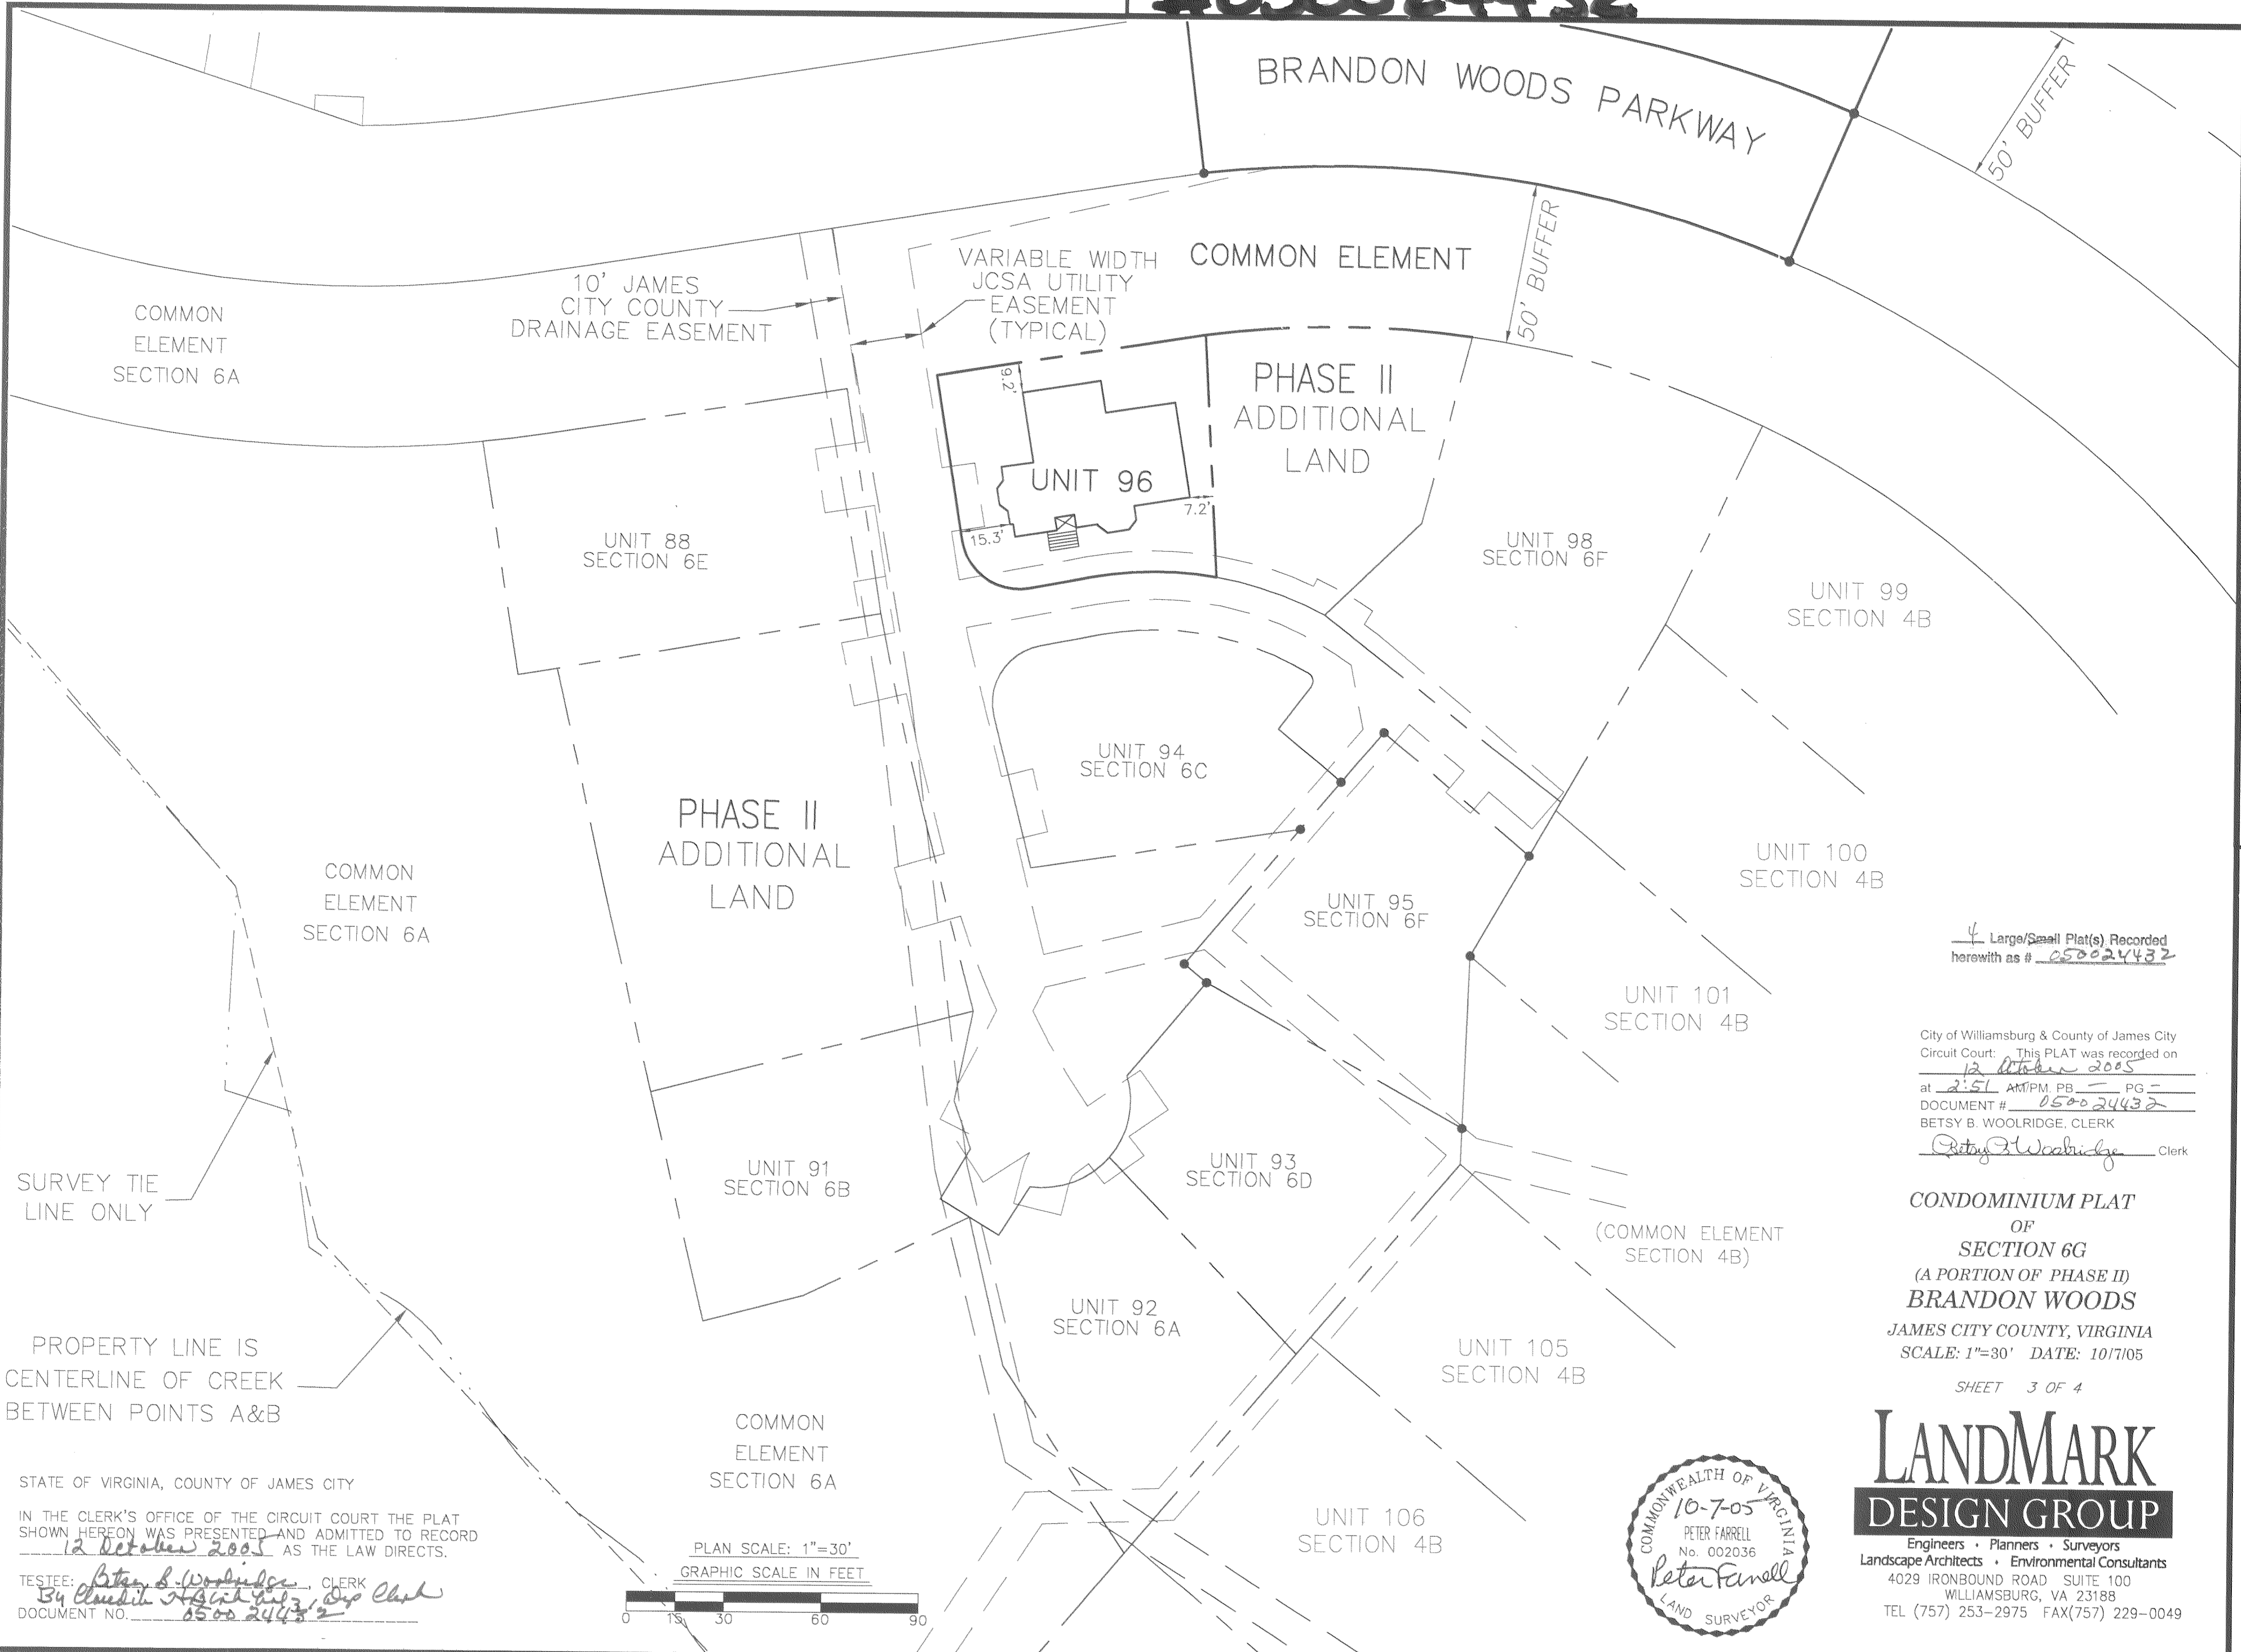 #050024432
BRANDON WOODS PARKWAY
50' BUFFER
COMMON ELEMENT
50' BUFFER
VARIABLE WIDTH
JCSA UTILITY
EASEMENT
(TYPICAL)
10' JAMES
CITY COUNTY
DRAINAGE EASEMENT
COMMON
ELEMENT
SECTION 6A
PHASE II
ADDITIONAL
LAND
9.2'
UNIT 96
7.2'
15.3'
UNIT 88
SECTION 6E
UNIT 98
SECTION 6F
UNIT 99
SECTION 4B
UNIT 94
SECTION 6C
PHASE II
ADDITIONAL
LAND
COMMON
ELEMENT
SECTION 6A
UNIT 95
SECTION 6F
UNIT 100
SECTION 4B
UNIT 101
SECTION 4B
4 Large/Small Plat(s) Recorded
herewith as # 050024432
City of Williamsburg & County of James City
Circuit Court: This PLAT was recorded on
12 October 2005
at 2:51 AM/PM. PB — PG —
DOCUMENT # 050024432
BETSY B. WOOLRIDGE, CLERK
Betsy B Woolridge Clerk
SURVEY TIE
LINE ONLY
UNIT 91
SECTION 6B
UNIT 93
SECTION 6D
(COMMON ELEMENT
SECTION 4B)
CONDOMINIUM PLAT
OF
SECTION 6G
(A PORTION OF PHASE II)
BRANDON WOODS
JAMES CITY COUNTY, VIRGINIA
SCALE: 1"=30' DATE: 10/7/05
SHEET 3 OF 4
PROPERTY LINE IS
CENTERLINE OF CREEK
BETWEEN POINTS A&B
UNIT 92
SECTION 6A
UNIT 105
SECTION 4B
COMMON
ELEMENT
SECTION 6A
UNIT 106
SECTION 4B
STATE OF VIRGINIA, COUNTY OF JAMES CITY
IN THE CLERK'S OFFICE OF THE CIRCUIT COURT THE PLAT
SHOWN HEREON WAS PRESENTED AND ADMITTED TO RECORD
12 October 2005 AS THE LAW DIRECTS.
TESTEE: Betsy B. Woolridge, CLERK
By Dep Clerk
DOCUMENT NO. 050024432
PLAN SCALE: 1"=30'
GRAPHIC SCALE IN FEET
0 15 30 60 90
COMMONWEALTH OF VIRGINIA
10-7-05
PETER FARRELL
No. 002036
Peter Farrell
LAND SURVEYOR
LANDMARK
DESIGN GROUP
Engineers • Planners • Surveyors
Landscape Architects • Environmental Consultants
4029 IRONBOUND ROAD SUITE 100
WILLIAMSBURG, VA 23188
TEL (757) 253-2975 FAX(757) 229-0049